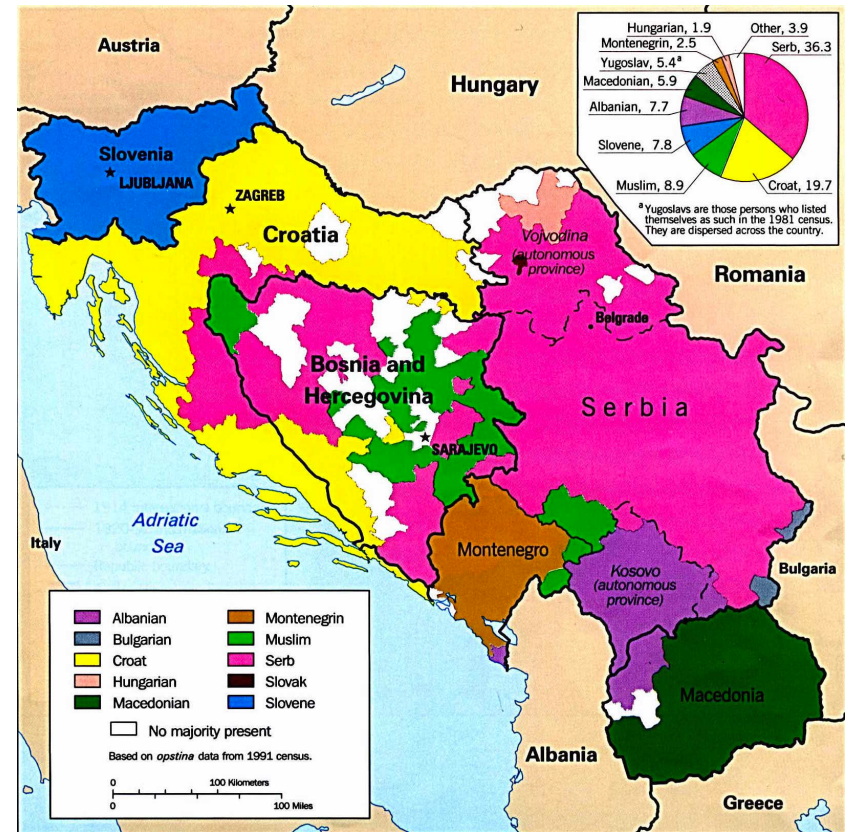 Austria
Hungary
Slovenia
LJUBLJANA
ZAGREB
Croatia
Vojvodina
(autonomous
province)
Romania
Belgrade
Bosnia and
Hercegovina
Serbia
SARAJEVO
Adriatic
Sea
Italy
Montenegro
Kosovo
(autonomous
province)
Bulgaria
Macedonia
Albania
Greece
Hungarian, 1.9
Other, 3.9
Montenegrin, 2.5
Serb, 36.3
Yugoslav, 5.4ᵃ
Macedonian, 5.9
Albanian, 7.7
Slovene, 7.8
Muslim, 8.9
Croat, 19.7
ᵃYugoslavs are those persons who listed
themselves as such in the 1981 census.
They are dispersed across the country.
Albanian
Bulgarian
Croat
Hungarian
Macedonian
Montenegrin
Muslim
Serb
Slovak
Slovene
No majority present
Based on opstina data from 1991 census.
0 100 Kilometers
0 100 Miles